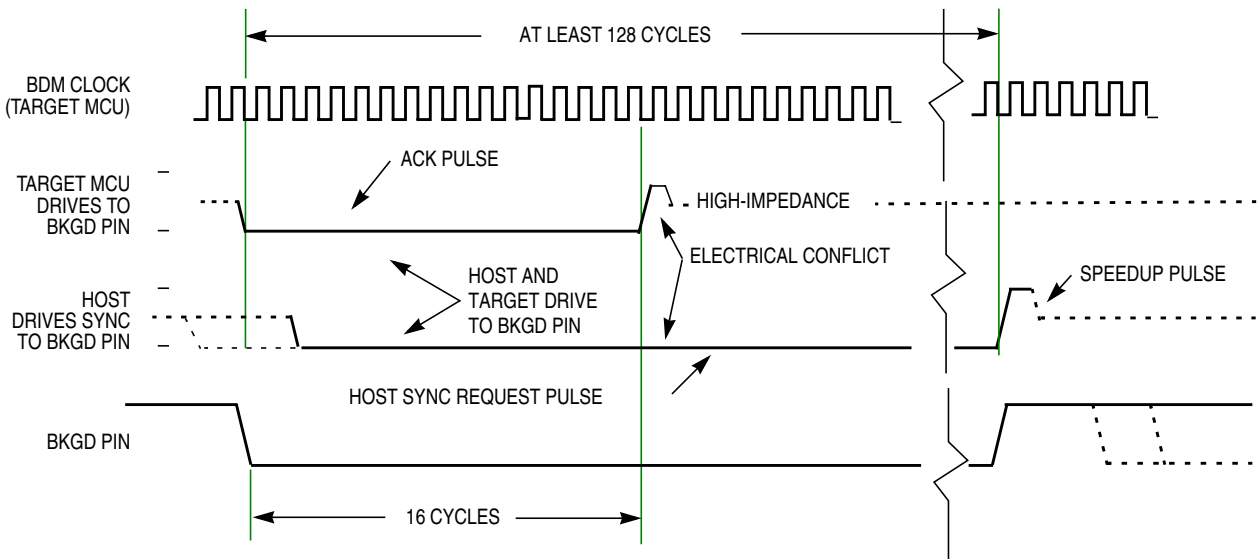 AT LEAST 128 CYCLES
BDM CLOCK
(TARGET MCU)
ACK PULSE
TARGET MCU
DRIVES TO
BKGD PIN
HIGH-IMPEDANCE
ELECTRICAL CONFLICT
HOST AND
TARGET DRIVE
TO BKGD PIN
SPEEDUP PULSE
HOST
DRIVES SYNC
TO BKGD PIN
HOST SYNC REQUEST PULSE
BKGD PIN
16 CYCLES